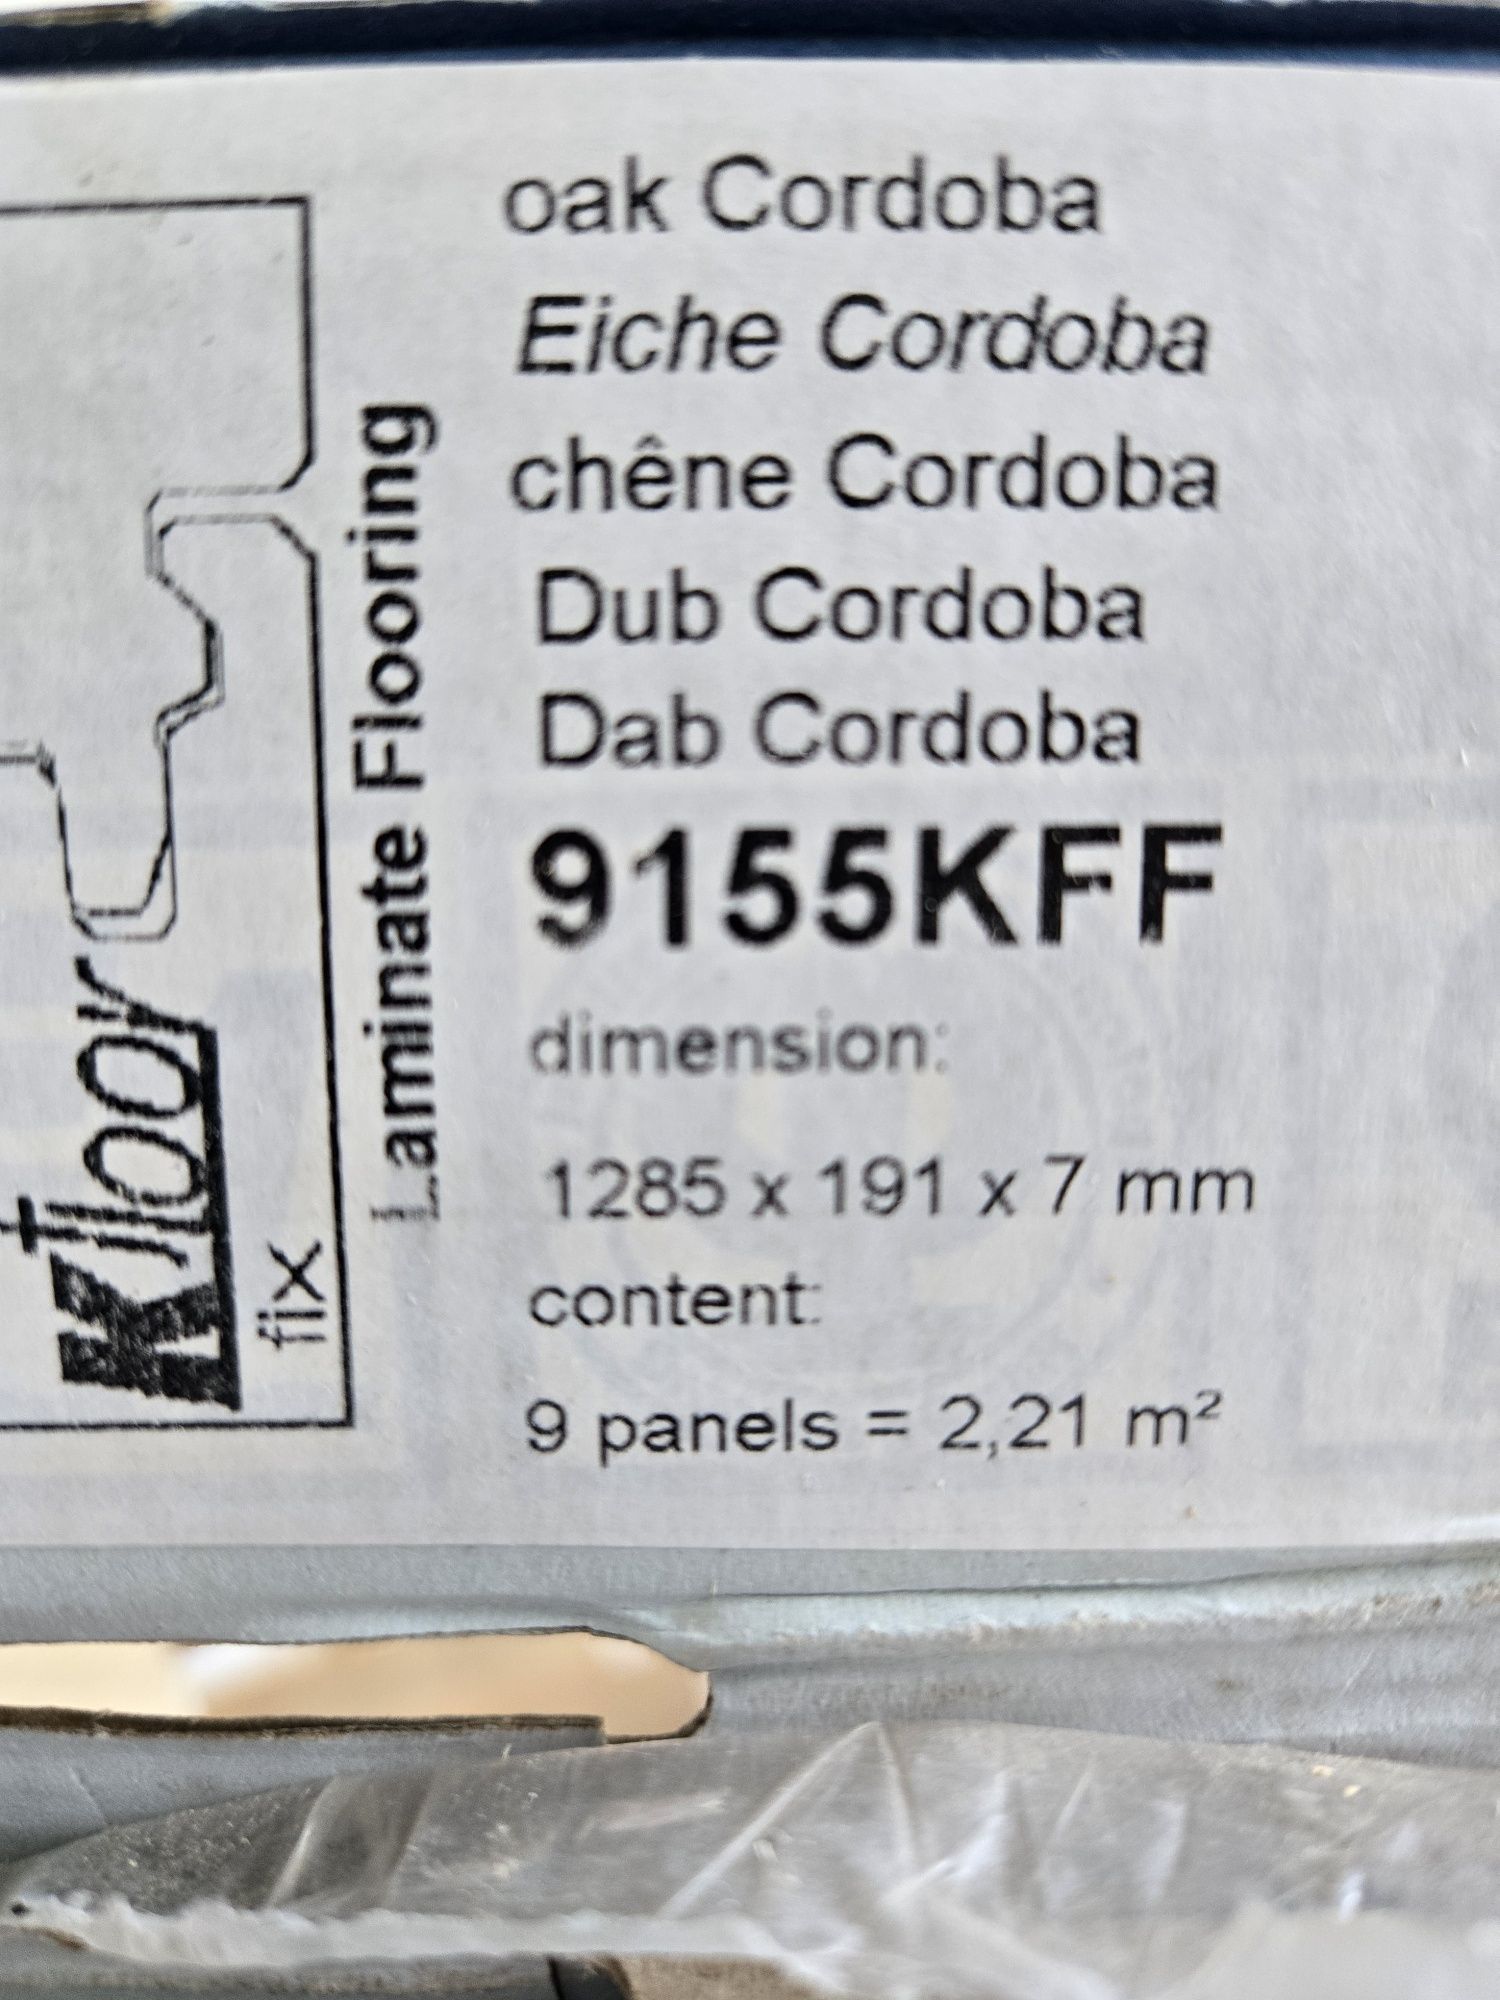 oak Cordoba
Eiche Cordoba
chêne Cordoba
Dub Cordoba
Dab Cordoba
9155KFF
dimension:
1285 x 191 x 7 mm
content:
9 panels = 2,21 m²
Laminate Flooring
Kfloor
fix